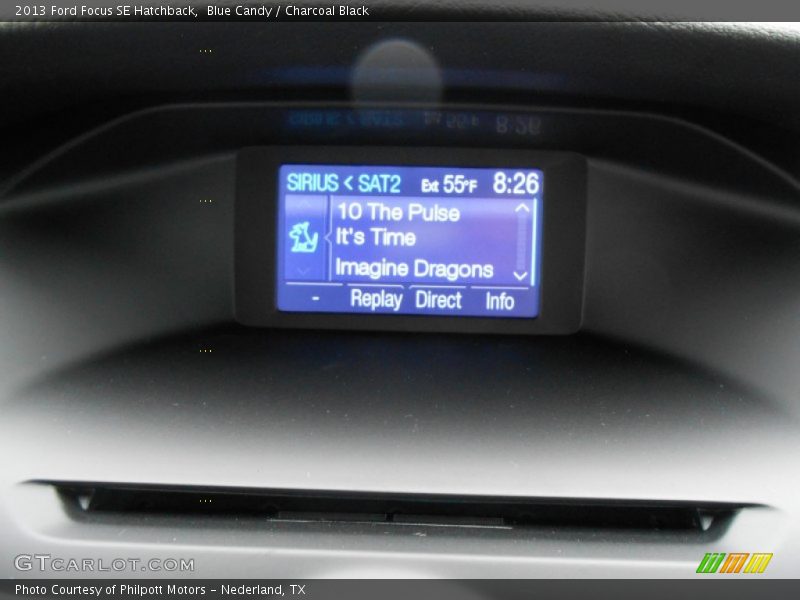 2013 Ford Focus SE Hatchback,  Blue Candy / Charcoal Black
SIRIUS < SAT2 Ext 55°F 8:26
10 The Pulse
It's Time
Imagine Dragons
- Replay Direct Info
GTCARLOT.COM
Photo Courtesy of Philpott Motors - Nederland, TX